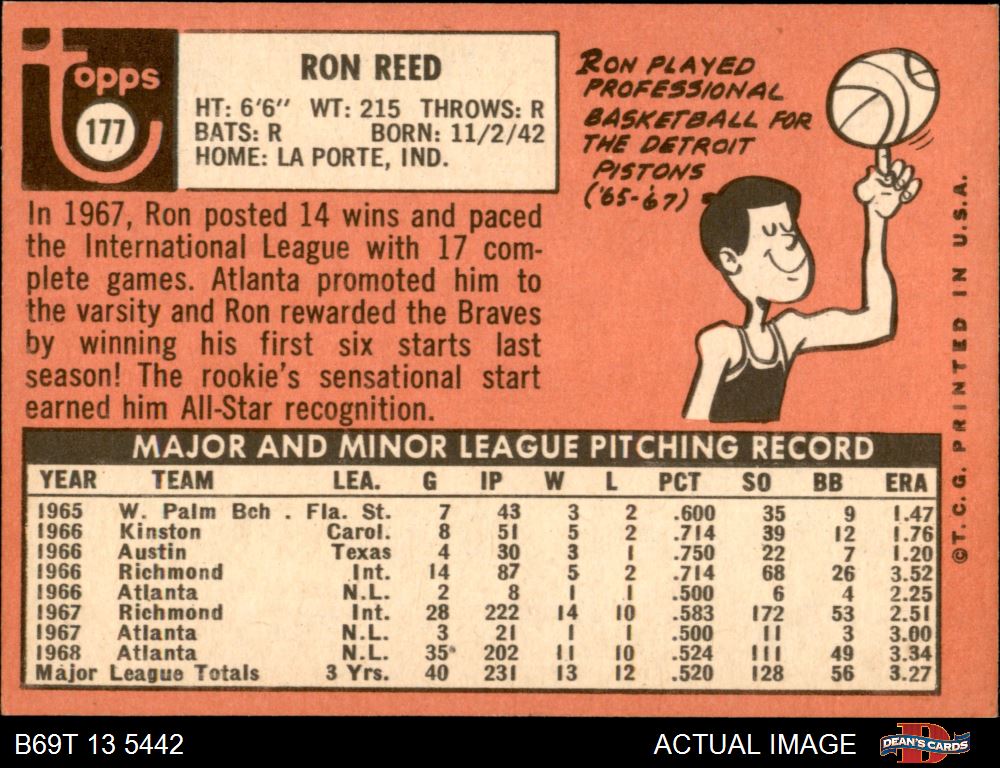 Topps
177
RON REED
HT: 6'6" WT: 215 THROWS: R
BATS: R BORN: 11/2/42
HOME: LA PORTE, IND.
RON PLAYED
PROFESSIONAL
BASKETBALL FOR
THE DETROIT
PISTONS
('65-'67)
In 1967, Ron posted 14 wins and paced
the International League with 17 com-
plete games. Atlanta promoted him to
the varsity and Ron rewarded the Braves
by winning his first six starts last
season! The rookie's sensational start
earned him All-Star recognition.
MAJOR AND MINOR LEAGUE PITCHING RECORD
YEAR TEAM LEA. G IP W L PCT SO BB ERA
1965 W. Palm Bch . Fla. St. 7 43 3 2 .600 35 9 1.47
1966 Kinston Carol. 8 51 5 2 .714 39 12 1.76
1966 Austin Texas 4 30 3 1 .750 22 7 1.20
1966 Richmond Int. 14 87 5 2 .714 68 26 3.52
1966 Atlanta N.L. 2 8 1 1 .500 6 4 2.25
1967 Richmond Int. 28 222 14 10 .583 172 53 2.51
1967 Atlanta N.L. 3 21 1 1 .500 11 3 3.00
1968 Atlanta N.L. 35* 202 11 10 .524 111 49 3.34
Major League Totals 3 Yrs. 40 231 13 12 .520 128 56 3.27
©T.C.G. PRINTED IN U.S.A.
B69T 13 5442 ACTUAL IMAGE DEAN'S CARDS